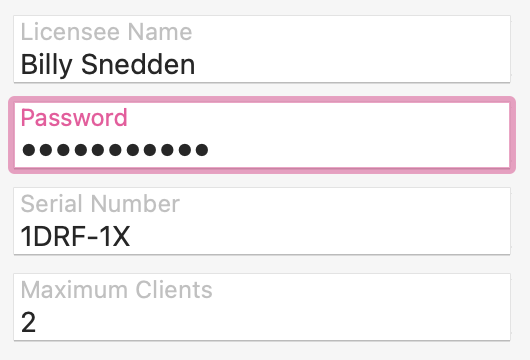 Licensee Name
Billy Snedden
Password
●●●●●●●●●●●
Serial Number
1DRF-1X
Maximum Clients
2